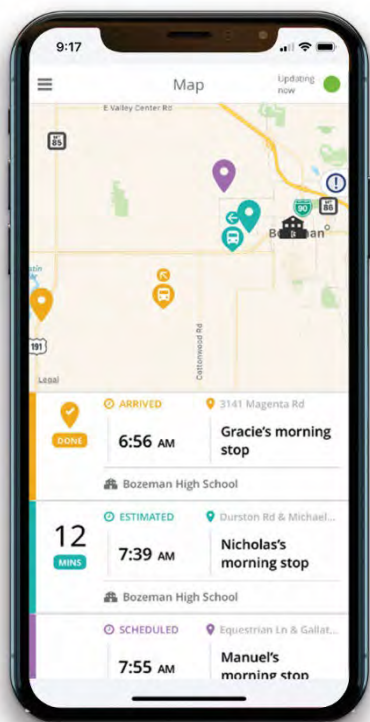 9:17
Map
Updating
now
E Valley Center Rd
85
90
86
Bozeman
191
Cottonwood Rd
Legal
DONE
ARRIVED
3141 Magenta Rd
6:56 AM
Gracie's morning
stop
Bozeman High School
12
MINS
ESTIMATED
Durston Rd & Michael...
7:39 AM
Nicholas's
morning stop
Bozeman High School
SCHEDULED
Equestrian Ln & Gallat...
7:55 AM
Manuel's
morning stop